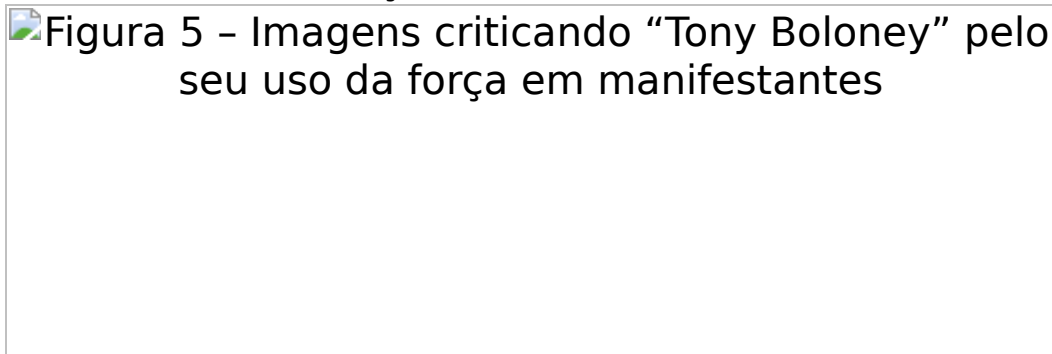 Figura 5 – Imagens criticando “Tony Boloney” pelo
seu uso da força em manifestantes